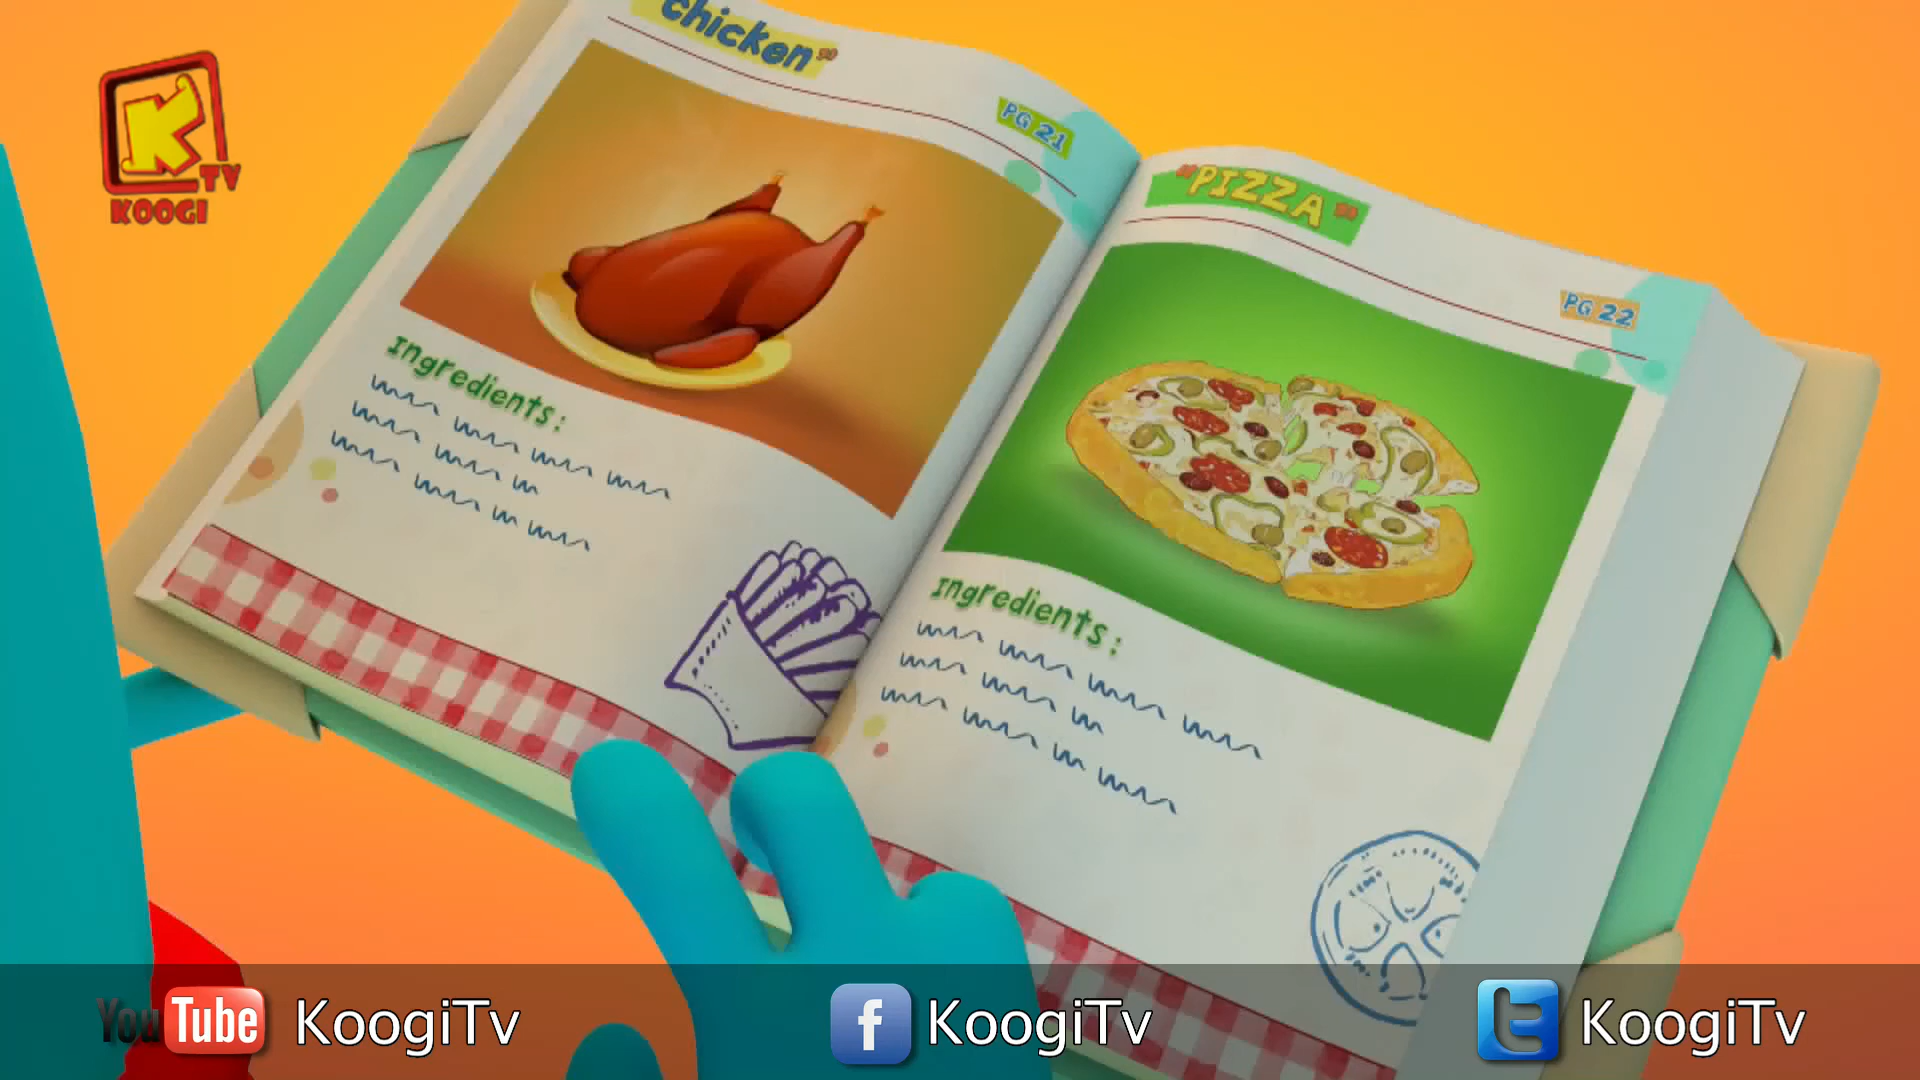 K
TV
KOOGI
Chicken"
PG 21
Ingredients:
"PIZZA"
PG 22
Ingredients:
YouTube KoogiTv
f KoogiTv
t KoogiTv